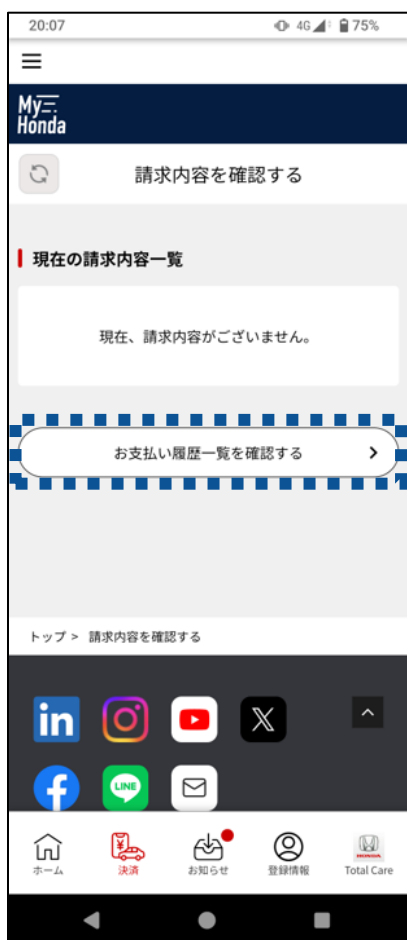 20:07
4G 75%
My
Honda
請求内容を確認する
現在の請求内容一覧
現在、請求内容がございません。
お支払い履歴一覧を確認する
トップ > 請求内容を確認する
in
LINE
ホーム
決済
お知らせ
登録情報
HONDA
Total Care